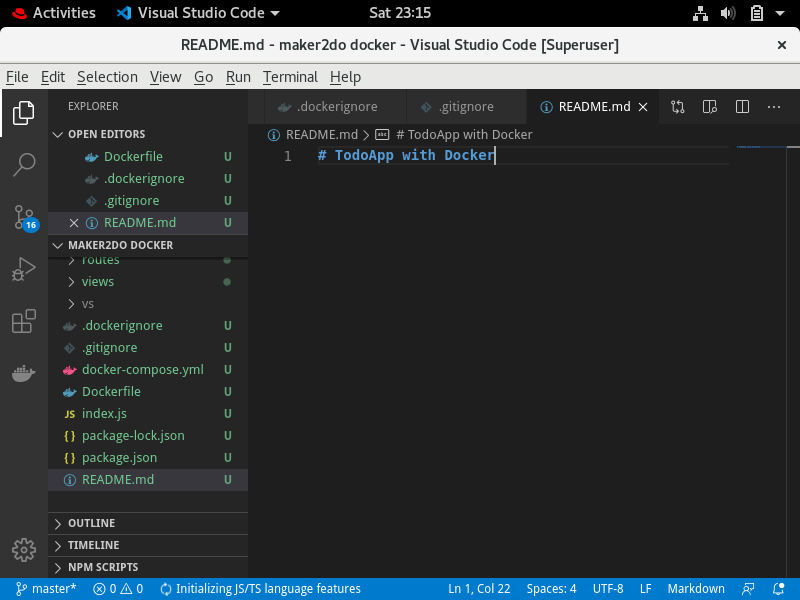 Activities Visual Studio Code Sat 23:15
README.md - maker2do docker - Visual Studio Code [Superuser]
File Edit Selection View Go Run Terminal Help
EXPLORER
OPEN EDITORS
Dockerfile U
.dockerignore U
.gitignore U
README.md U
MAKER2DO DOCKER
routes
views
vs
.dockerignore U
.gitignore U
docker-compose.yml U
Dockerfile U
JS index.js U
{} package-lock.json U
{} package.json U
README.md U
OUTLINE
TIMELINE
NPM SCRIPTS
16
.dockerignore .gitignore README.md
README.md > abc # TodoApp with Docker
1 # TodoApp with Docker
master* 0 0 Initializing JS/TS language features Ln 1, Col 22 Spaces: 4 UTF-8 LF Markdown